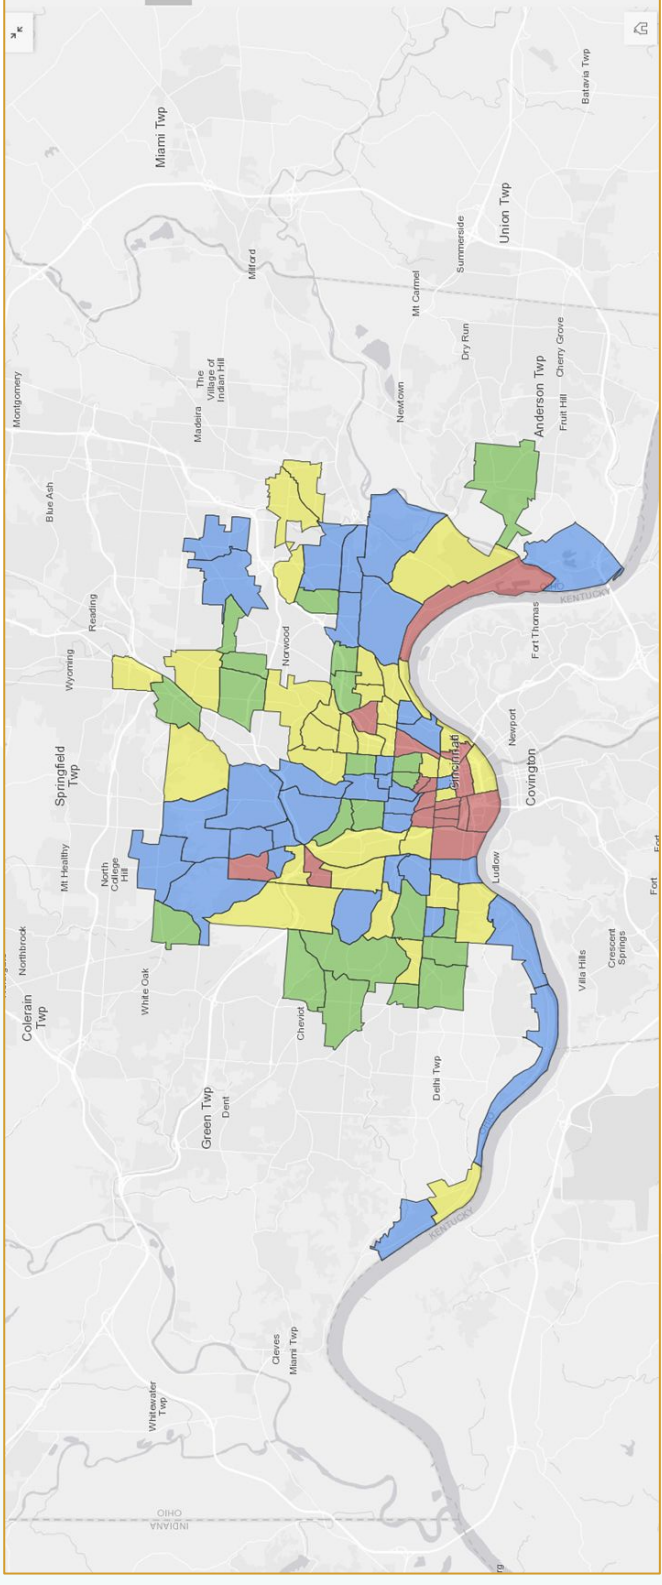 Batavia Twp
Miami Twp
Union Twp
Summerside
Milford
Mt Carmel
Dry Run
Cherry Grove
Anderson Twp
Fruit Hill
Newtown
The
Village of
Indian Hill
Madeira
Montgomery
Blue Ash
Reading
Wyoming
Norwood
KENTUCKY
Fort Thomas
Newport
Cincinnati
Covington
Springfield
Twp
Mt Healthy
North
College
Hill
Ludlow
Fort
Northbrook
White Oak
Colerain
Twp
Cheviot
Villa Hills
Crescent
Springs
Delhi Twp
Green Twp
Dent
OHIO
KENTUCKY
Cleves
Miami Twp
Whitewater
Twp
INDIANA
OHIO